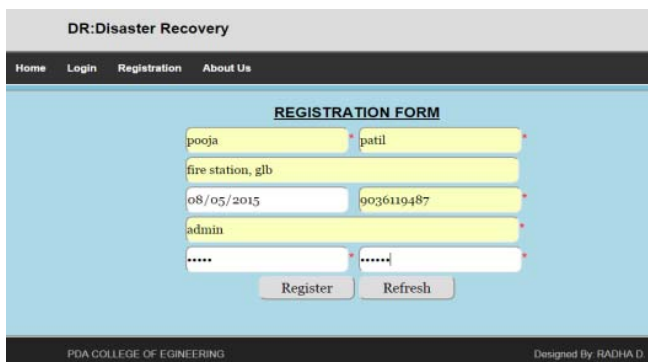 DR:Disaster Recovery
Home Login Registration About Us
REGISTRATION FORM
pooja * patil *
fire station, glb
08/05/2015 9036119487 *
admin *
••••• * •••••• *
Register Refresh
PDA COLLEGE OF EGINEERING Designed By: RADHA D.